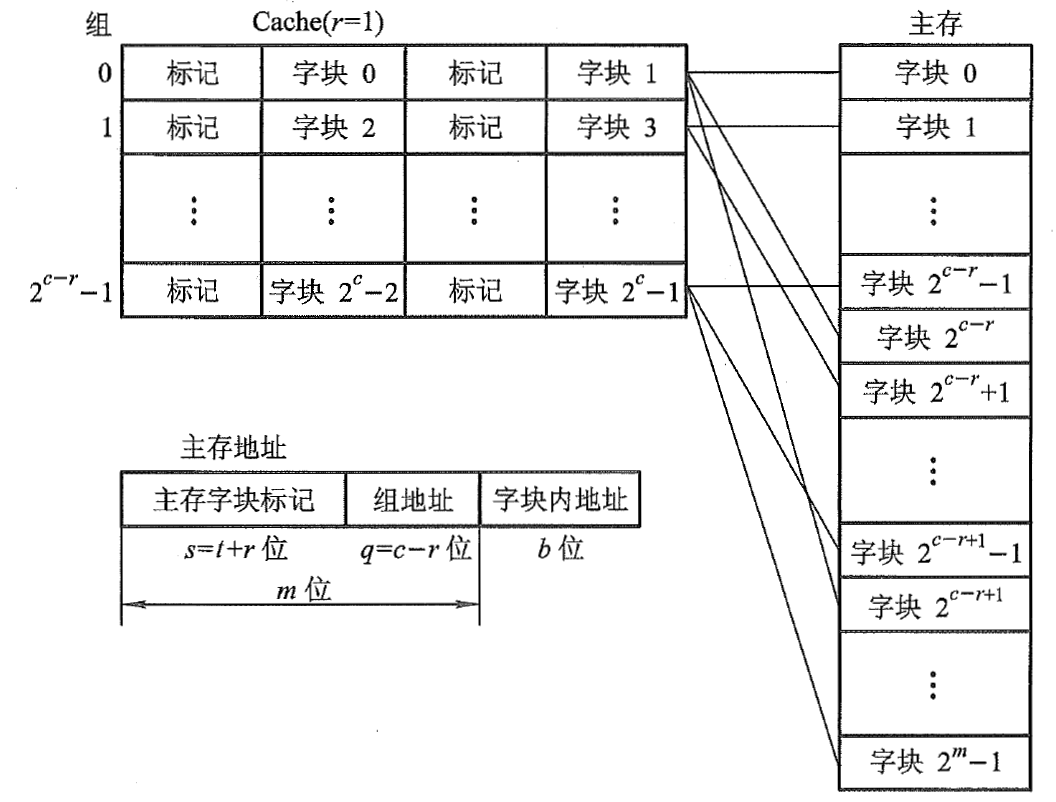 组 Cache(r=1) 主存
0 标记 字块 0 标记 字块 1 字块 0
1 标记 字块 2 标记 字块 3 字块 1
⋮ ⋮ ⋮ ⋮ ⋮
2^{c−r}−1 标记 字块 2^c−2 标记 字块 2^c−1 字块 2^{c−r}−1
字块 2^{c−r}
字块 2^{c−r}+1
⋮
主存地址
主存字块标记 组地址 字块内地址
s=t+r 位 q=c−r 位 b 位
m 位
字块 2^{c−r+1}−1
字块 2^{c−r+1}
⋮
字块 2^m−1